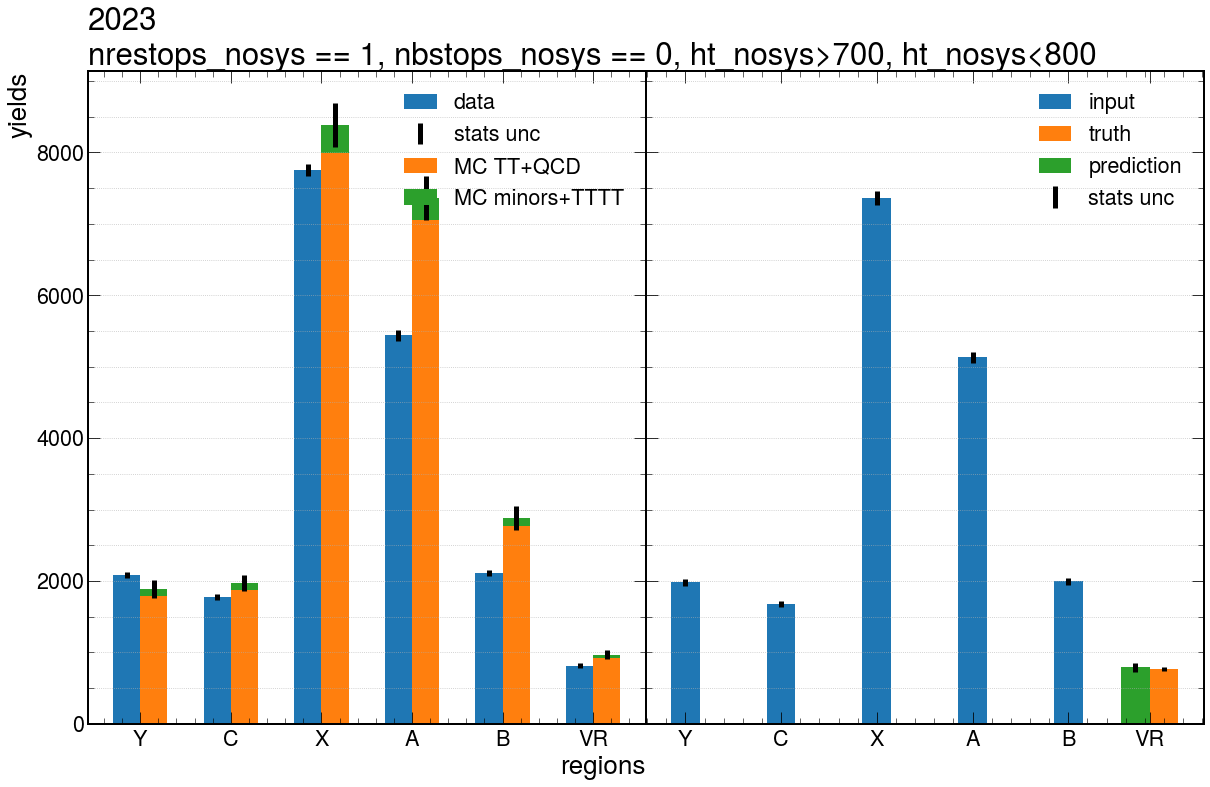 2023
nrestops_nosys == 1, nbstops_nosys == 0, ht_nosys>700, ht_nosys<800
yields
8000
6000
4000
2000
0
data
stats unc
MC TT+QCD
MC minors+TTTT
input
truth
prediction
stats unc
Y C X A B VR
Y C X A B VR
regions